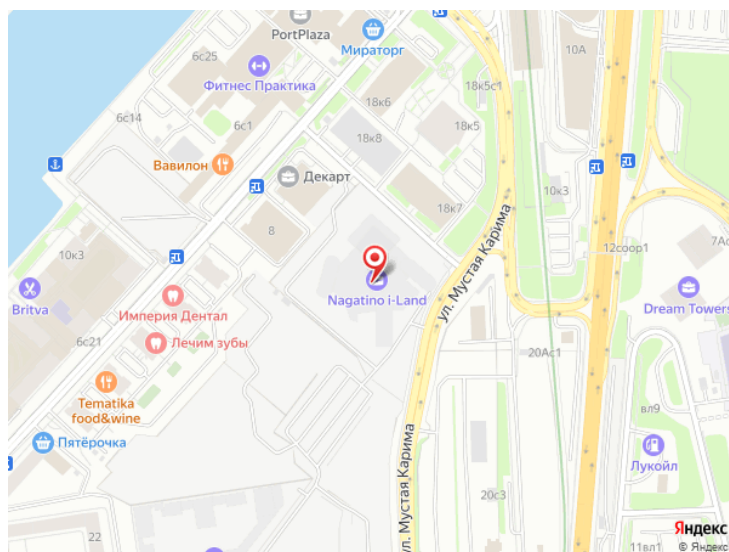 PortPlaza
Мираторг
10А
6с25
Фитнес Практика
18к5с1
6с14
6с1
18к6
18к8
18к5
Вавилон
Декарт
10к3
18к7
8
ул. Мустая Карима
10к3
12соор1
7Ас
Britva
Nagatino i-Land
Dream Towers
Империя Дентал
6с21
Лечим зубы
20Ас1
Tematika
food&wine
вл9
Пятёрочка
Лукойл
ул. Мустая Карима
20с3
22
11вл1
Яндекс
© Яндекс